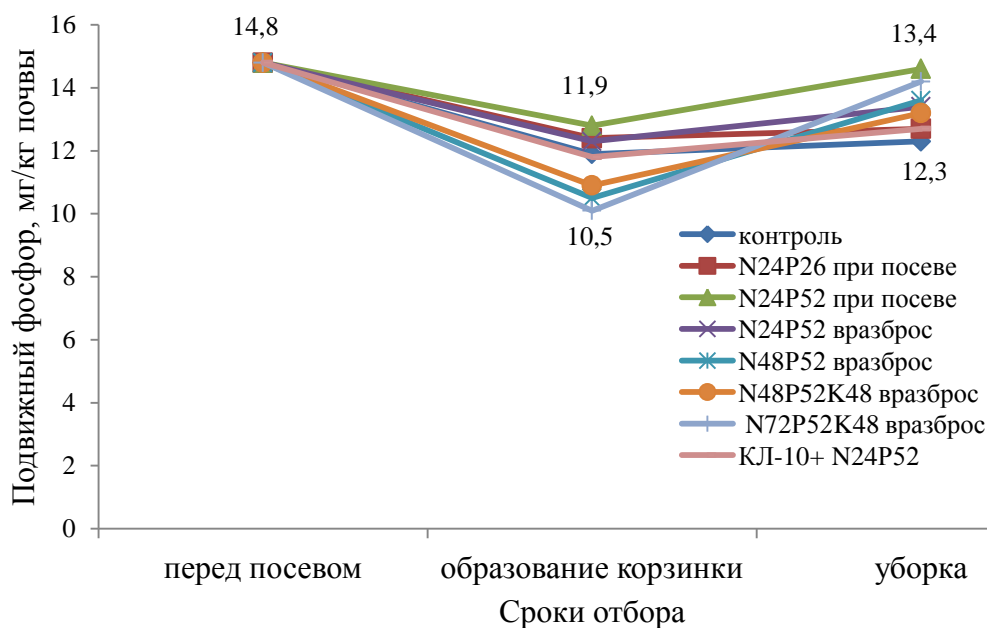 Подвижный фосфор, мг/кг почвы
16
14
12
10
8
6
4
2
0
14,8
11,9
10,5
13,4
12,3
контроль
N24P26 при посеве
N24P52 при посеве
N24P52 вразброс
N48P52 вразброс
N48P52K48 вразброс
N72P52K48 вразброс
КЛ-10+ N24P52
перед посевом образование корзинки уборка
Сроки отбора